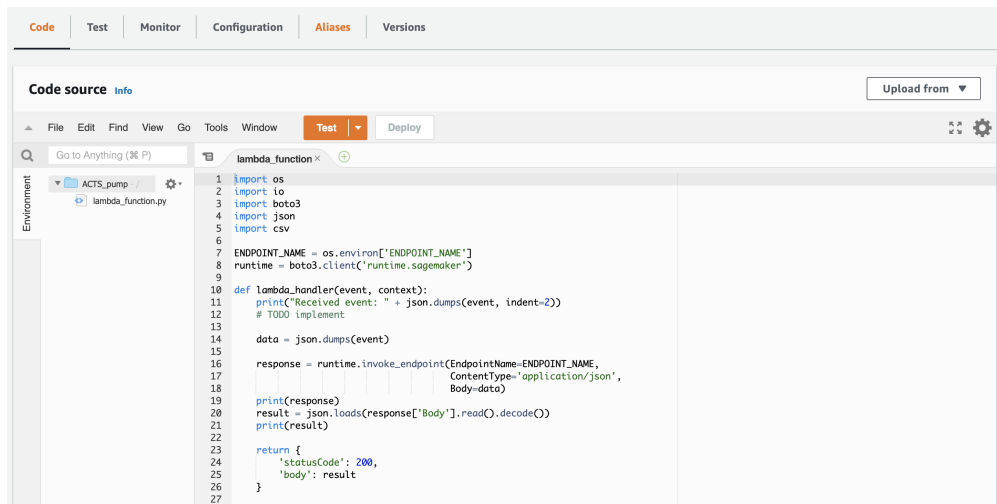 Code Test Monitor Configuration Aliases Versions
Code source Info
Upload from
File Edit Find View Go Tools Window Test Deploy
Go to Anything (⌘ P)
lambda_function
Environment
ACTS_pump - /
lambda_function.py
1 import os
2 import io
3 import boto3
4 import json
5 import csv
6
7 ENDPOINT_NAME = os.environ['ENDPOINT_NAME']
8 runtime = boto3.client('runtime.sagemaker')
9
10 def lambda_handler(event, context):
11     print("Received event: " + json.dumps(event, indent=2))
12     # TODO implement
13
14     data = json.dumps(event)
15
16     response = runtime.invoke_endpoint(EndpointName=ENDPOINT_NAME,
17                                        ContentType='application/json',
18                                        Body=data)
19     print(response)
20     result = json.loads(response['Body'].read().decode())
21     print(result)
22
23     return {
24         'statusCode': 200,
25         'body': result
26     }
27